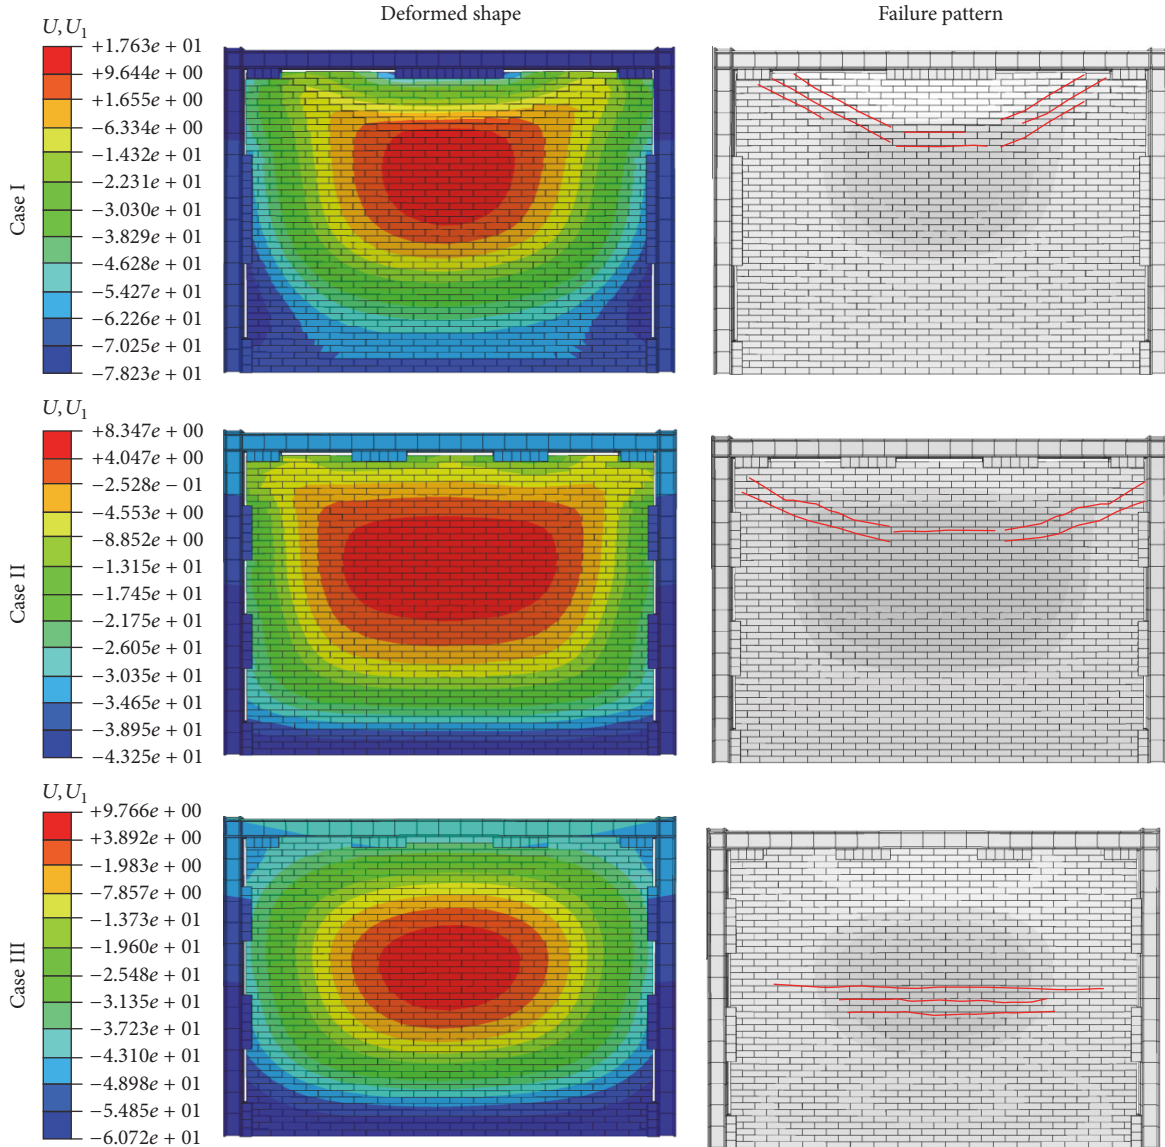 Deformed shape
Failure pattern
U, U1
+1.763e + 01
+9.644e + 00
+1.655e + 00
−6.334e + 00
−1.432e + 01
−2.231e + 01
−3.030e + 01
−3.829e + 01
−4.628e + 01
−5.427e + 01
−6.226e + 01
−7.025e + 01
−7.823e + 01
Case I
U, U1
+8.347e + 00
+4.047e + 00
−2.528e − 01
−4.553e + 00
−8.852e + 00
−1.315e + 01
−1.745e + 01
−2.175e + 01
−2.605e + 01
−3.035e + 01
−3.465e + 01
−3.895e + 01
−4.325e + 01
Case II
U, U1
+9.766e + 00
+3.892e + 00
−1.983e + 00
−7.857e + 00
−1.373e + 01
−1.960e + 01
−2.548e + 01
−3.135e + 01
−3.723e + 01
−4.310e + 01
−4.898e + 01
−5.485e + 01
−6.072e + 01
Case III